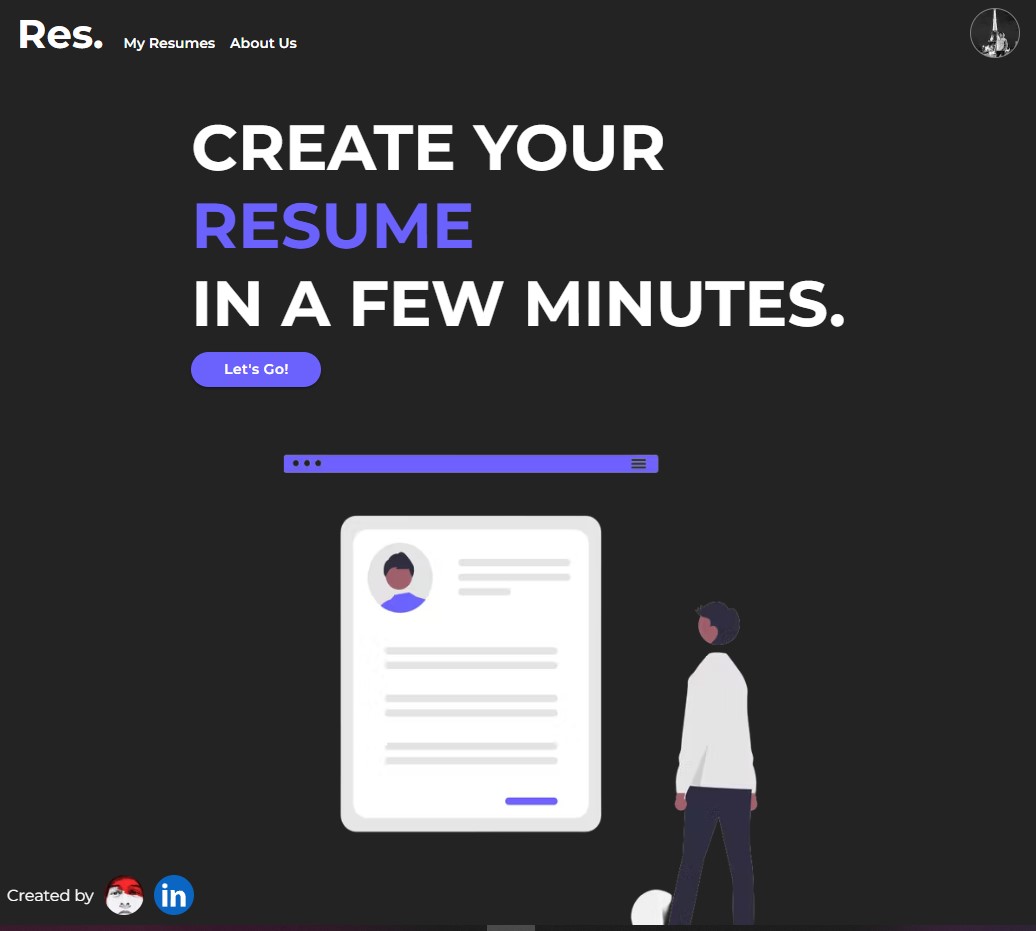 Res.
My Resumes
About Us
CREATE YOUR
RESUME
IN A FEW MINUTES.
Let's Go!
Created by
in